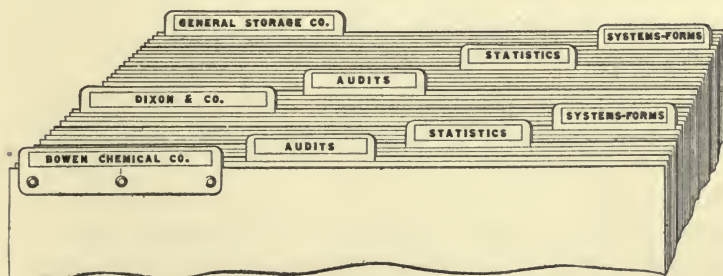 GENERAL STORAGE CO.
SYSTEMS-FORMS
STATISTICS
AUDITS
DIXON & CO.
SYSTEMS-FORMS
STATISTICS
AUDITS
BOWEN CHEMICAL CO.